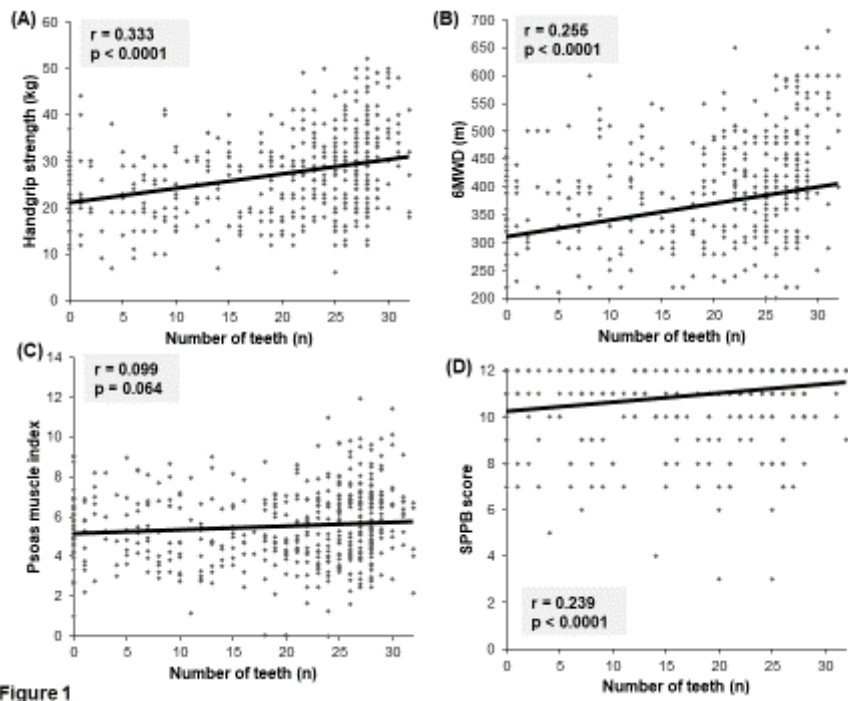 (A)
r = 0.333
p < 0.0001
Handgrip strength (kg)
60
50
40
30
20
10
0
0 5 10 15 20 25 30
Number of teeth (n)
(B)
r = 0.255
p < 0.0001
6MWD (m)
700
650
600
550
500
450
400
350
300
250
200
0 5 10 15 20 25 30
Number of teeth (n)
(C)
r = 0.099
p = 0.064
Psoas muscle index
14
12
10
8
6
4
2
0
0 5 10 15 20 25 30
Number of teeth (n)
(D)
r = 0.239
p < 0.0001
SPPB score
12
10
8
6
4
2
0
0 5 10 15 20 25 30
Number of teeth (n)
Figure 1